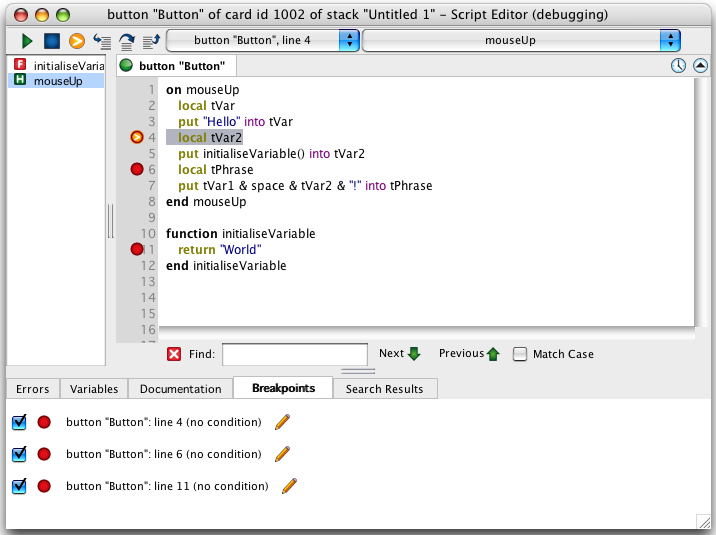 button "Button" of card id 1002 of stack "Untitled 1" – Script Editor (debugging)
button "Button", line 4
mouseUp
F initialiseVaria
H mouseUp
button "Button"
1 on mouseUp
2 local tVar
3 put "Hello" into tVar
4 local tVar2
5 put initialiseVariable() into tVar2
6 local tPhrase
7 put tVar1 & space & tVar2 & "!" into tPhrase
8 end mouseUp
9
10 function initialiseVariable
11 return "World"
12 end initialiseVariable
13
14
15
16
Find:
Next
Previous
Match Case
Errors
Variables
Documentation
Breakpoints
Search Results
button "Button": line 4 (no condition)
button "Button": line 6 (no condition)
button "Button": line 11 (no condition)